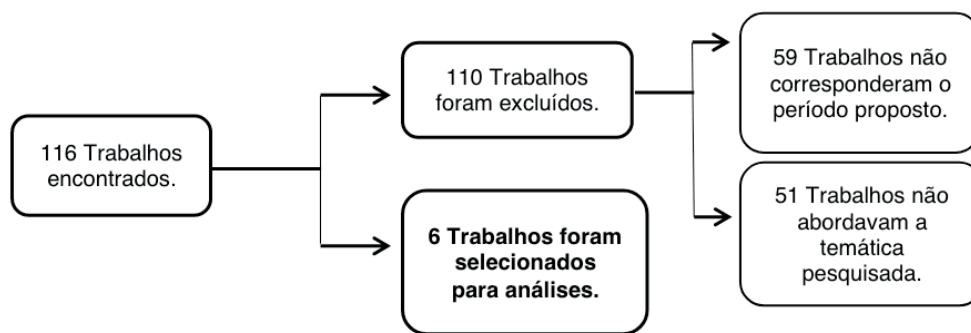 116 Trabalhos
encontrados.
110 Trabalhos
foram excluídos.
6 Trabalhos foram
selecionados
para análises.
59 Trabalhos não
corresponderam o
período proposto.
51 Trabalhos não
abordavam a
temática
pesquisada.